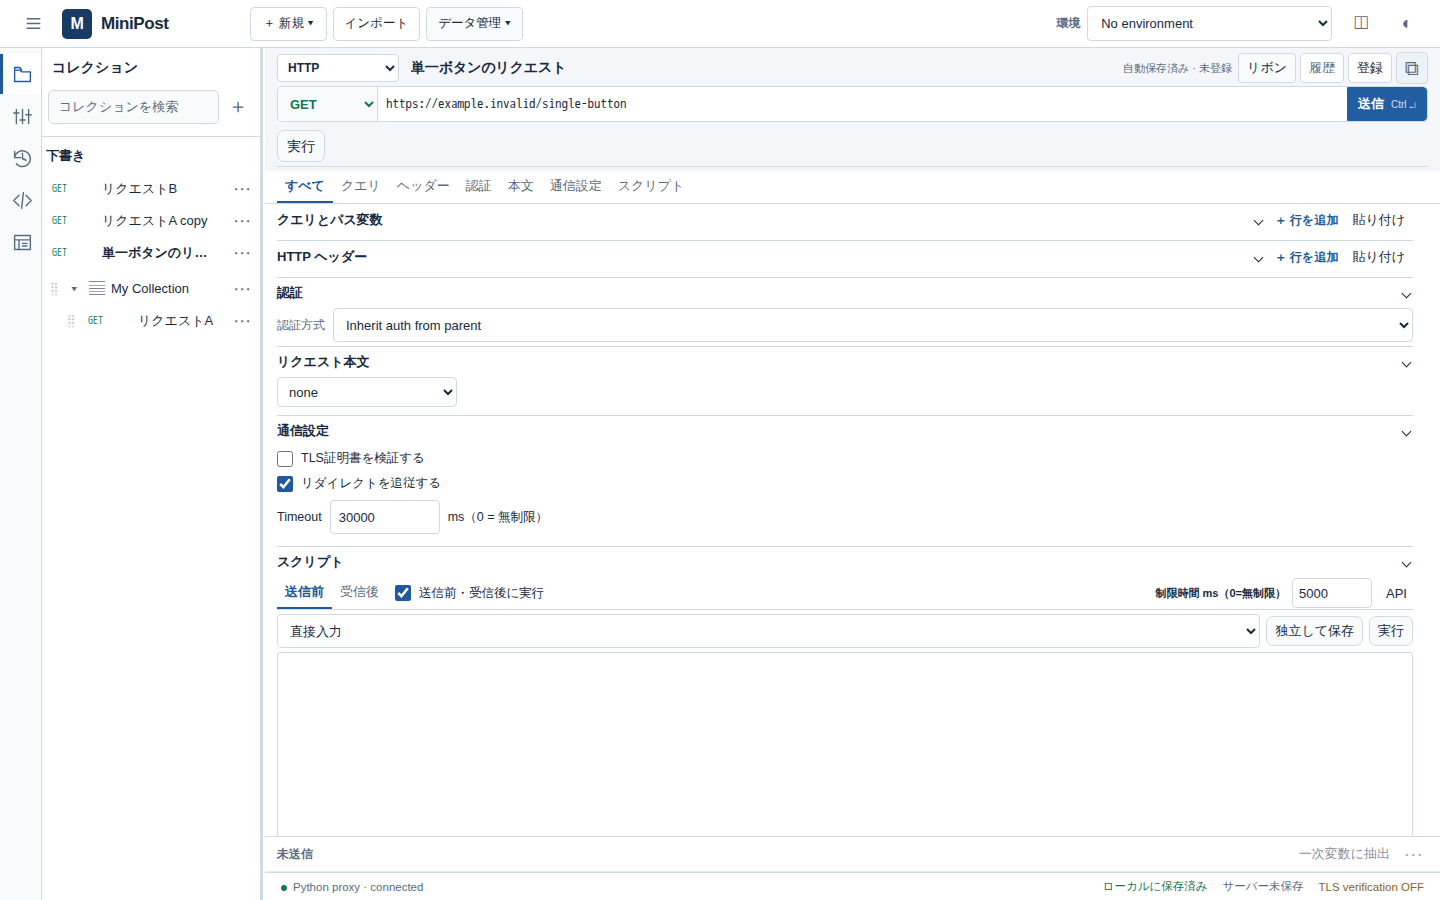 M MiniPost ＋ 新規 ▾ インポート データ管理 ▾ 環境 No environment
コレクション
コレクションを検索 ＋
下書き
GET リクエストB ···
GET リクエストA copy ···
GET 単一ボタンのリ… ···
▾ My Collection ···
GET リクエストA ···
HTTP 単一ボタンのリクエスト 自動保存済み · 未登録 リボン 履歴 登録
GET https://example.invalid/single-button 送信 Ctrl ⏎
実行
すべて クエリ ヘッダー 認証 本文 通信設定 スクリプト
クエリとパス変数 ＋ 行を追加 貼り付け
HTTP ヘッダー ＋ 行を追加 貼り付け
認証
認証方式 Inherit auth from parent
リクエスト本文
none
通信設定
TLS証明書を検証する
リダイレクトを追従する
Timeout 30000 ms（0 = 無制限）
スクリプト
送信前 受信後 送信前・受信後に実行 制限時間 ms（0=無制限） 5000 API
直接入力 独立して保存 実行
未送信 一次変数に抽出 ···
● Python proxy · connected ローカルに保存済み サーバー未保存 TLS verification OFF